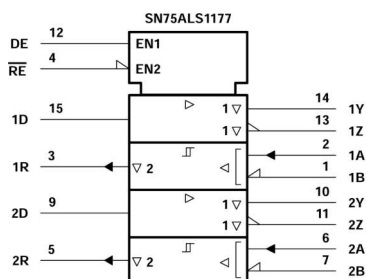 SN75ALS1177
DE 12 EN1
RE 4 EN2
14 1Y
1D 15 ▷ 1 ▽
13 1Z
1 ▽
2 1A
1R 3 ▽ 2 ◁
1 1B
10 2Y
2D 9 ▷ 1 ▽
11 2Z
1 ▽
6 2A
2R 5 ▽ 2 ◁
7 2B